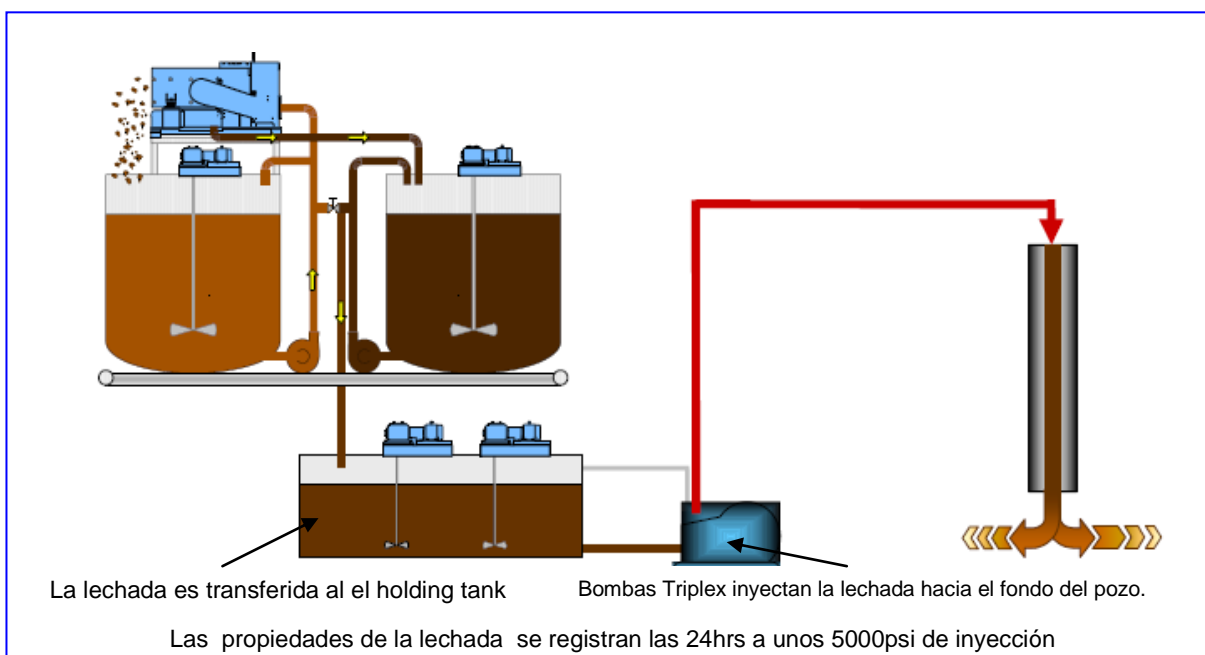 La lechada es transferida al el holding tank
Bombas Triplex inyectan la lechada hacia el fondo del pozo.
Las propiedades de la lechada se registran las 24hrs a unos 5000psi de inyección